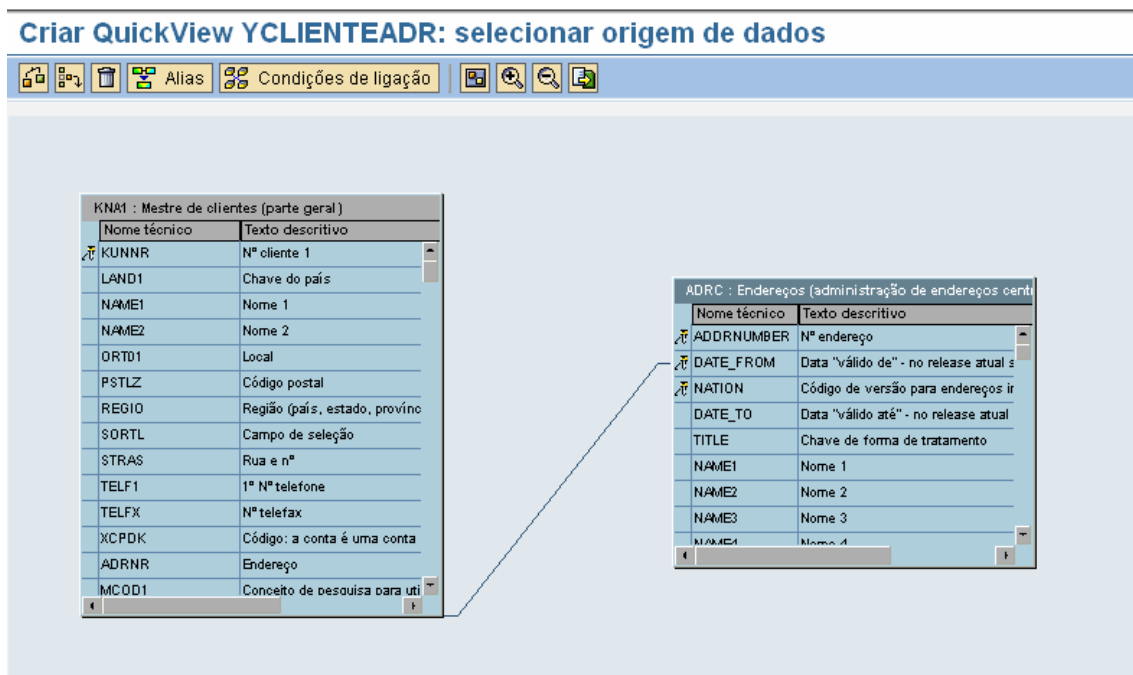 Criar QuickView YCLIENTEADR: selecionar origem de dados
Alias Condições de ligação
KNA1 : Mestre de clientes (parte geral)
Nome técnico Texto descritivo
KUNNR Nº cliente 1
LAND1 Chave do país
NAME1 Nome 1
NAME2 Nome 2
ORT01 Local
PSTLZ Código postal
REGIO Região (país, estado, provínc
SORTL Campo de seleção
STRAS Rua e nº
TELF1 1º Nº telefone
TELFX Nº telefax
XCPDK Código: a conta é uma conta
ADRNR Endereço
MCOD1 Conceito de pesquisa para uti
ADRC : Endereços (administração de endereços centr
Nome técnico Texto descritivo
ADDRNUMBER Nº endereço
DATE_FROM Data "válido de" - no release atual s
NATION Código de versão para endereços ir
DATE_TO Data "válido até" - no release atual
TITLE Chave de forma de tratamento
NAME1 Nome 1
NAME2 Nome 2
NAME3 Nome 3
NAME4 Nome 4